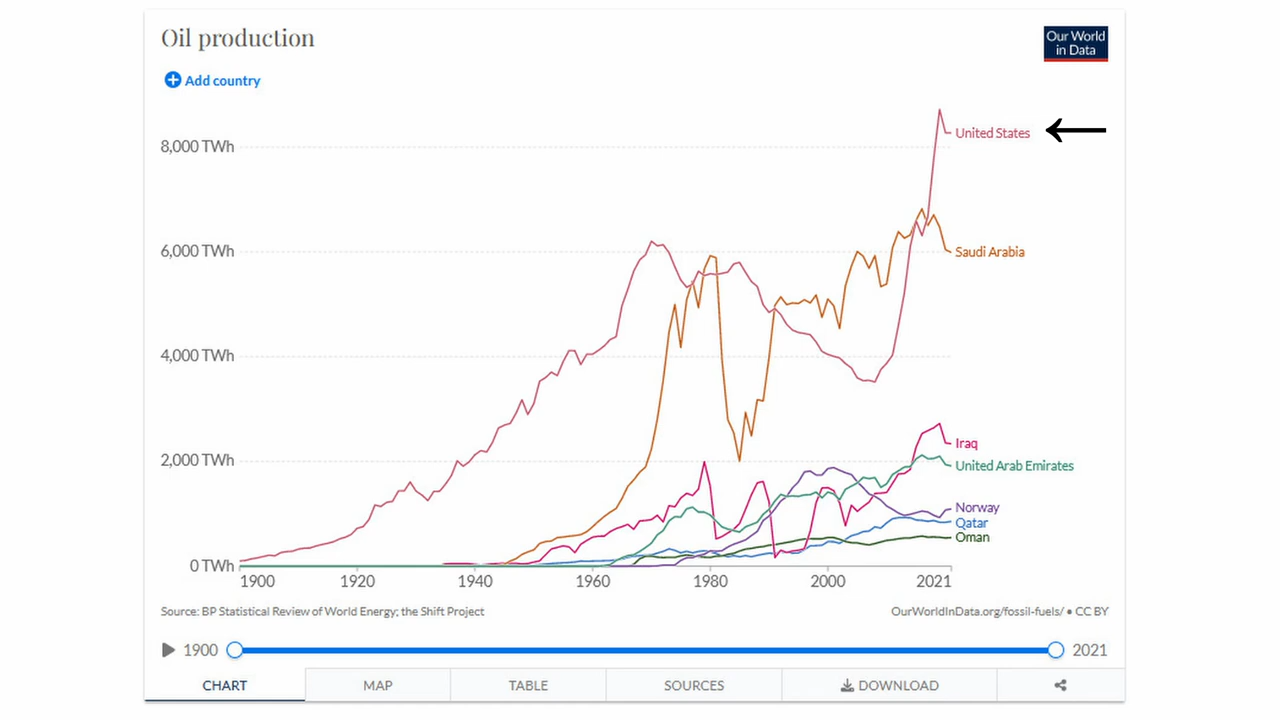 Oil production
Our World
in Data
Add country
8,000 TWh
6,000 TWh
4,000 TWh
2,000 TWh
0 TWh
United States
Saudi Arabia
Iraq
United Arab Emirates
Norway
Qatar
Oman
1900 1920 1940 1960 1980 2000 2021
Source: BP Statistical Review of World Energy; the Shift Project
OurWorldInData.org/fossil-fuels/ • CC BY
1900 2021
CHART MAP TABLE SOURCES DOWNLOAD